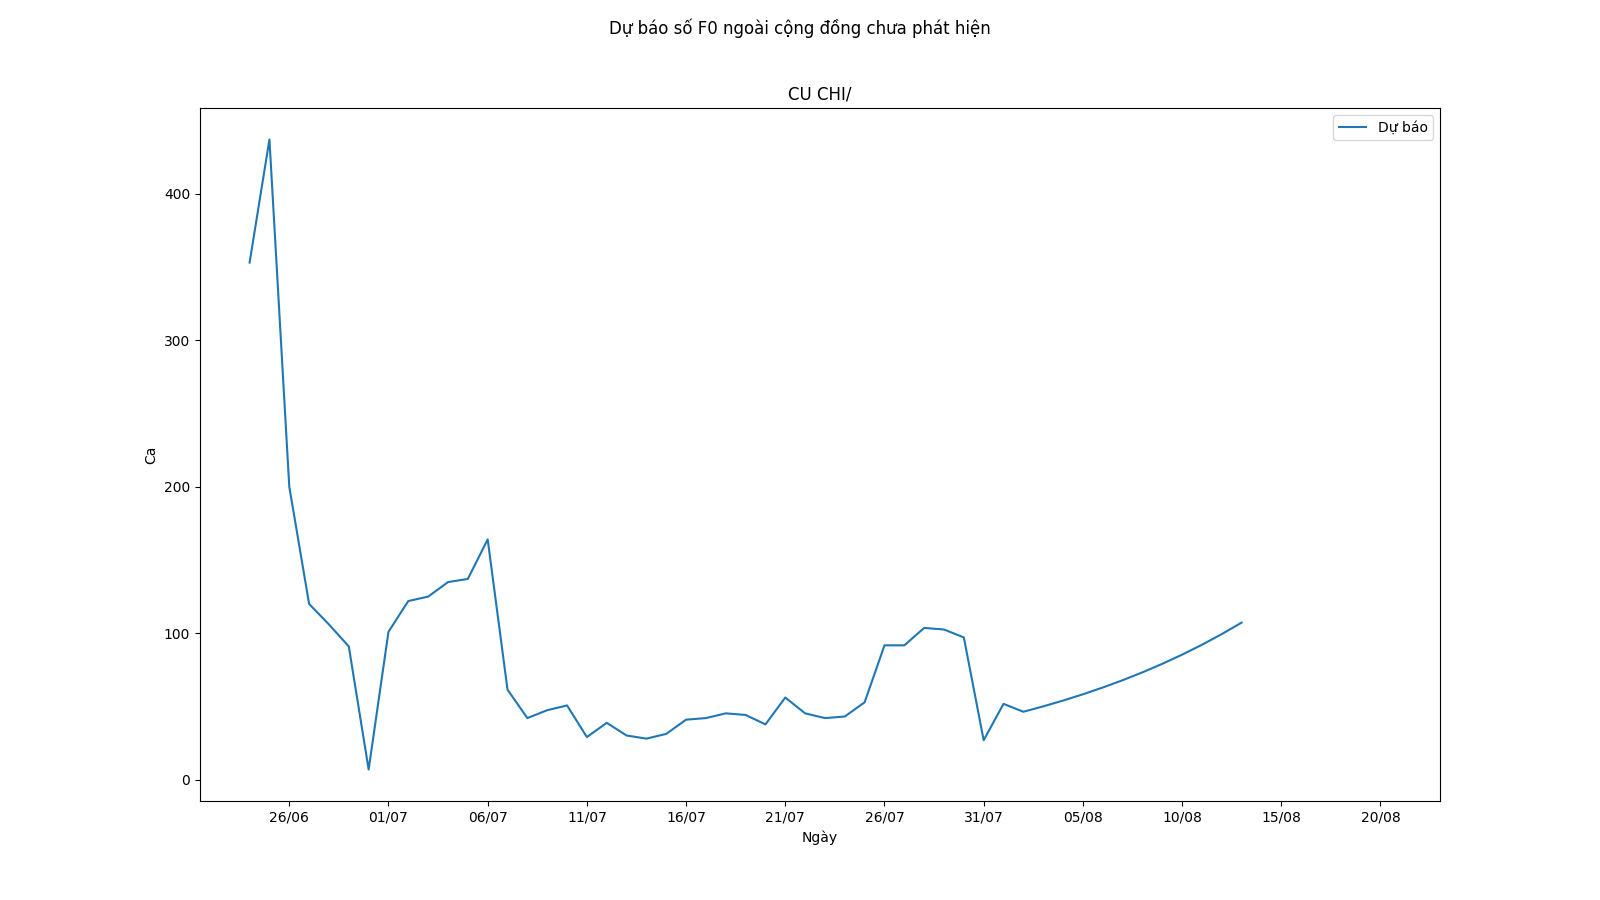 Dự báo số F0 ngoài cộng đồng chưa phát hiện
CU CHI/
Dự báo
400
300
200
100
0
Ca
26/06 01/07 06/07 11/07 16/07 21/07 26/07 31/07 05/08 10/08 15/08 20/08
Ngày